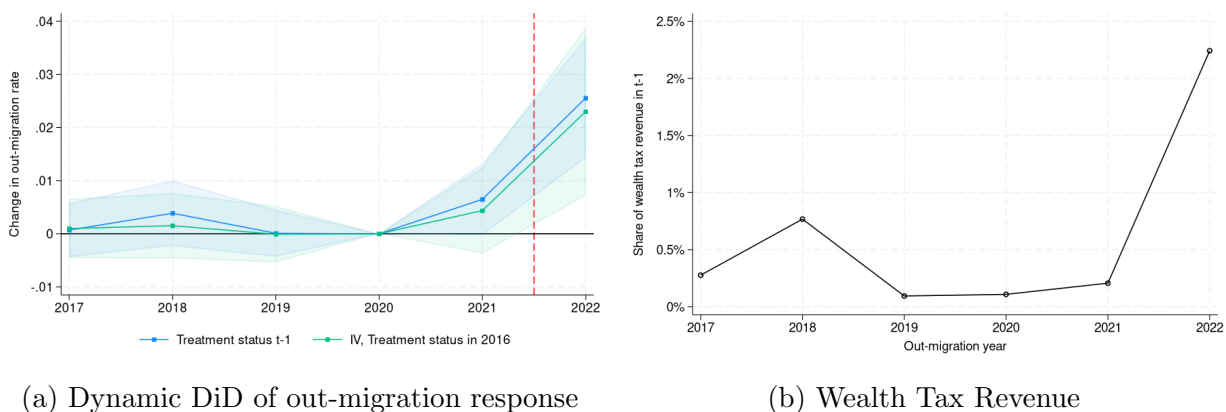 .04
.03
.02
.01
0
-.01
Change in out-migration rate
2017 2018 2019 2020 2021 2022
Treatment status t-1 IV, Treatment status in 2016
(a) Dynamic DiD of out-migration response
2.5%
2%
1.5%
1%
0.5%
0%
Share of wealth tax revenue in t-1
2017 2018 2019 2020 2021 2022
Out-migration year
(b) Wealth Tax Revenue